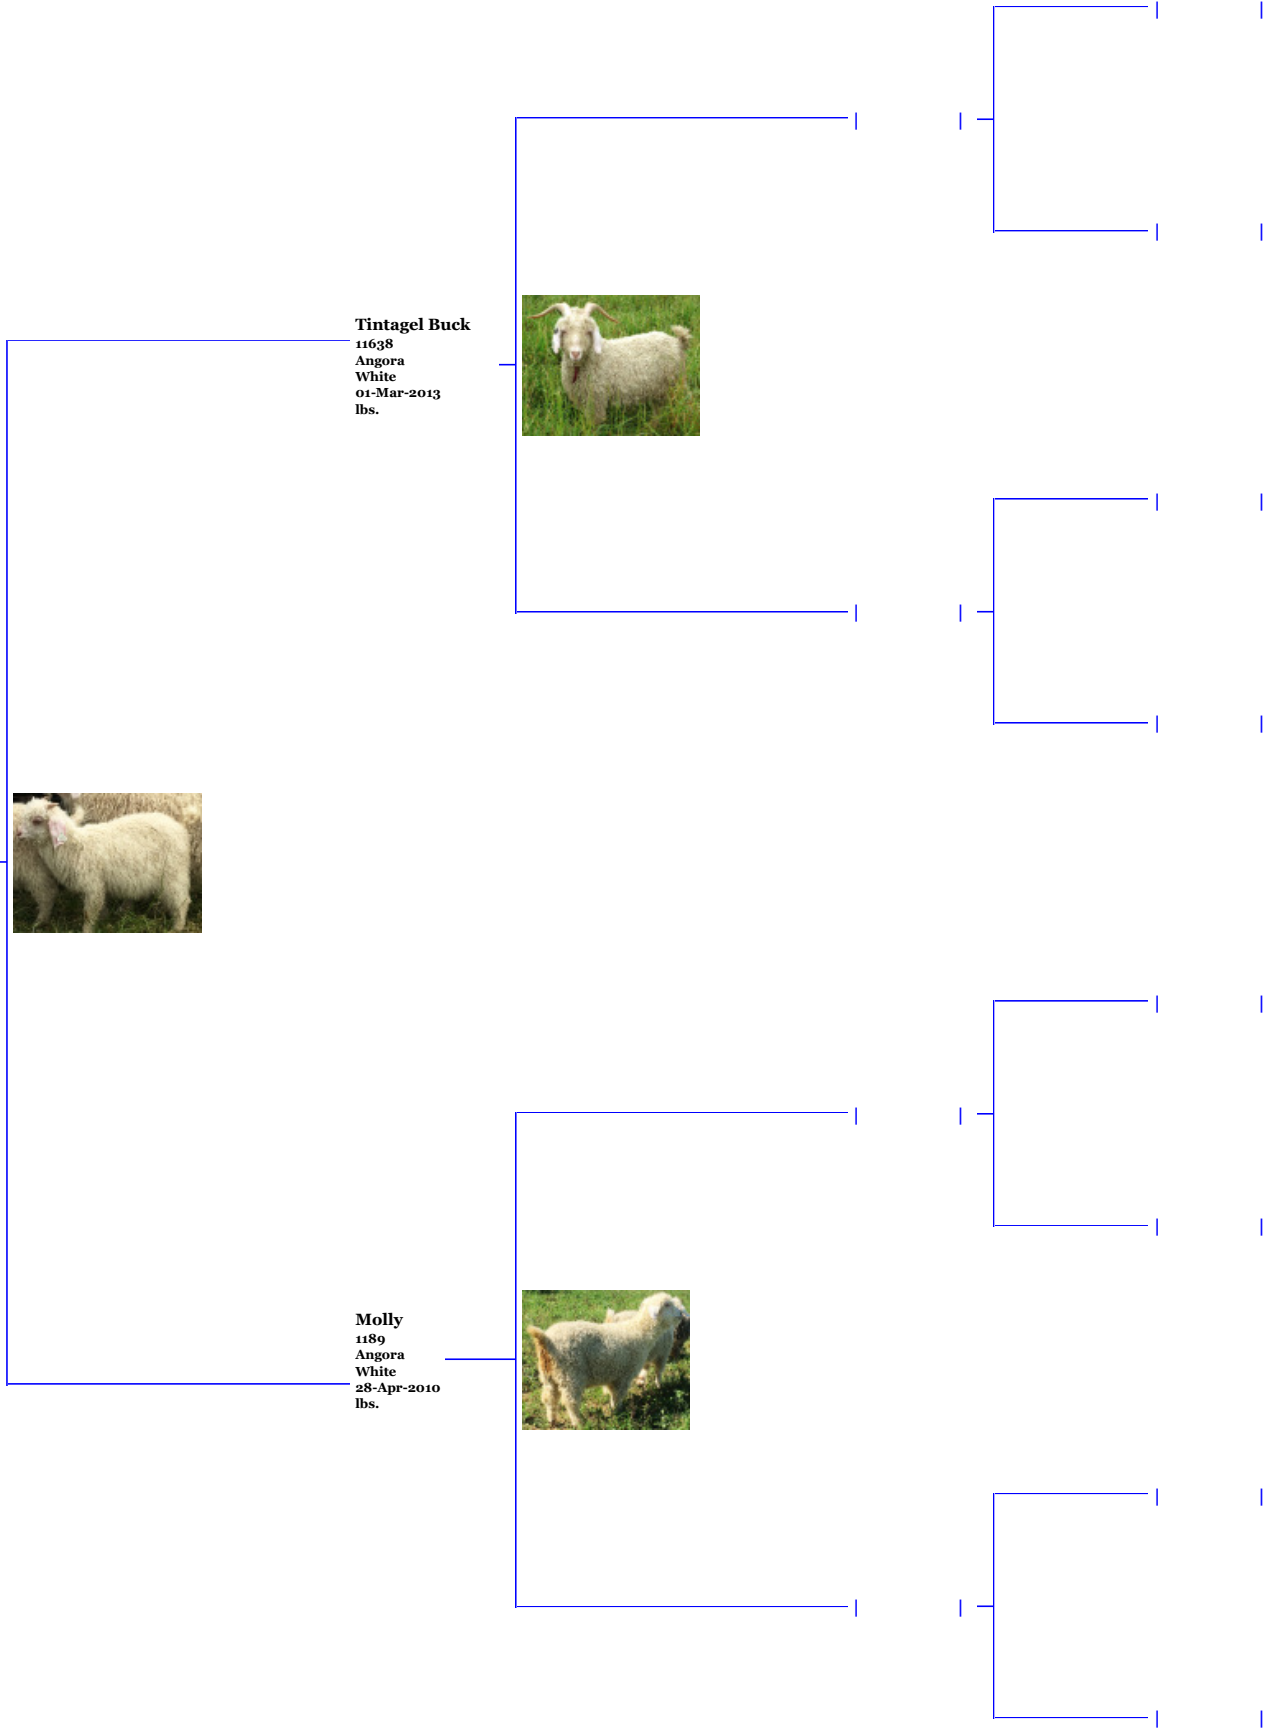 Tintagel Buck
11638
Angora
White
01-Mar-2013
lbs.
Molly
1189
Angora
White
28-Apr-2010
lbs.